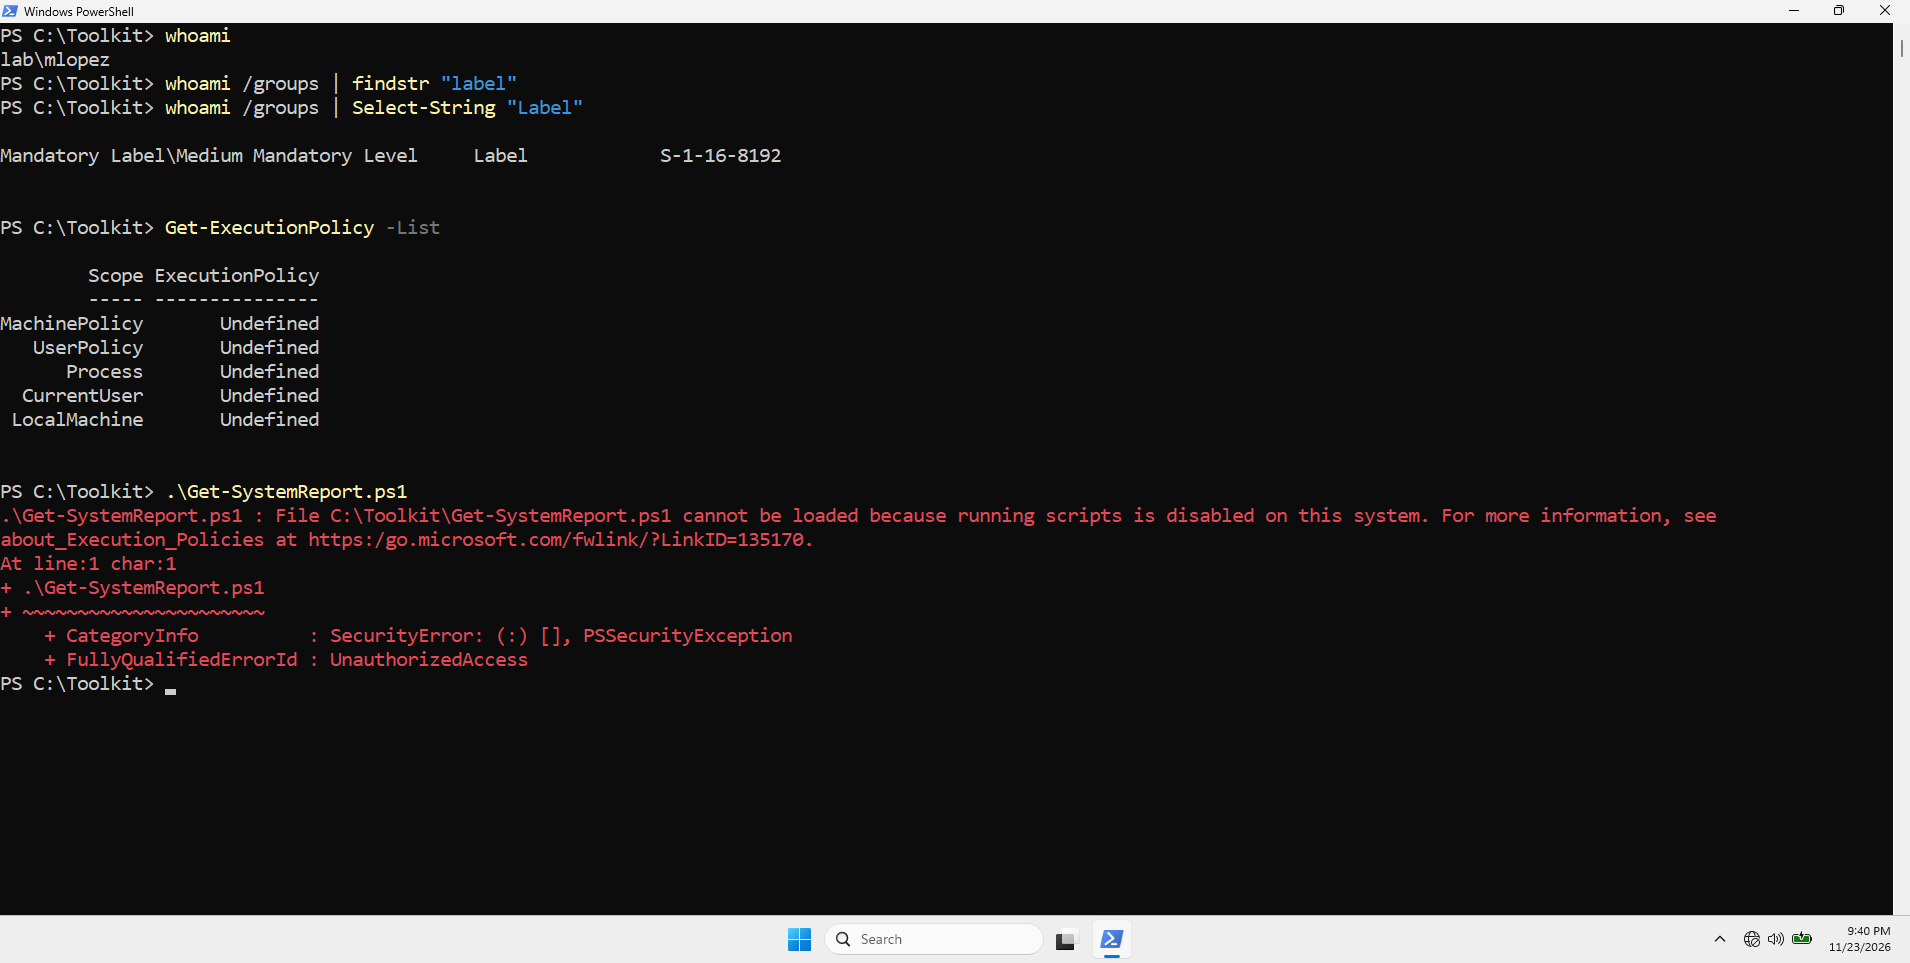 Windows PowerShell
PS C:\Toolkit> whoami
lab\mlopez
PS C:\Toolkit> whoami /groups | findstr "label"
PS C:\Toolkit> whoami /groups | Select-String "Label"
Mandatory Label\Medium Mandatory Level     Label            S-1-16-8192
PS C:\Toolkit> Get-ExecutionPolicy -List
        Scope ExecutionPolicy
        ----- ---------------
MachinePolicy       Undefined
   UserPolicy       Undefined
      Process       Undefined
  CurrentUser       Undefined
 LocalMachine       Undefined
PS C:\Toolkit> .\Get-SystemReport.ps1
.\Get-SystemReport.ps1 : File C:\Toolkit\Get-SystemReport.ps1 cannot be loaded because running scripts is disabled on this system. For more information, see
about_Execution_Policies at https:/go.microsoft.com/fwlink/?LinkID=135170.
At line:1 char:1
+ .\Get-SystemReport.ps1
+ ~~~~~~~~~~~~~~~~~~~~~~
    + CategoryInfo          : SecurityError: (:) [], PSSecurityException
    + FullyQualifiedErrorId : UnauthorizedAccess
PS C:\Toolkit>
Search
9:40 PM
11/23/2026